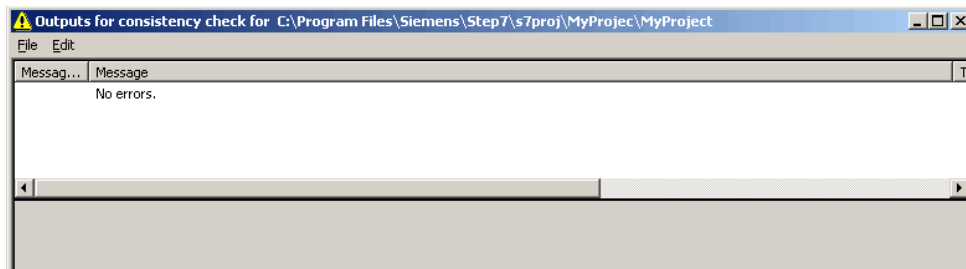 Outputs for consistency check for C:\Program Files\Siemens\Step7\s7proj\MyProjec\MyProject
File Edit
Messag... Message T
No errors.